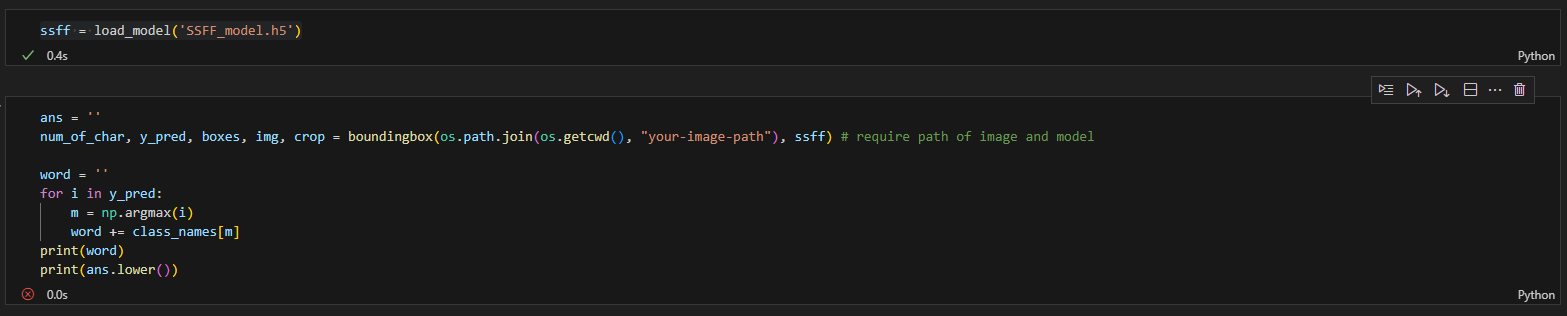 ssff = load_model('SSFF_model.h5')
0.4s
Python
ans = ''
num_of_char, y_pred, boxes, img, crop = boundingbox(os.path.join(os.getcwd(), "your-image-path"), ssff) # require path of image and model
word = ''
for i in y_pred:
    m = np.argmax(i)
    word += class_names[m]
print(word)
print(ans.lower())
0.0s
Python